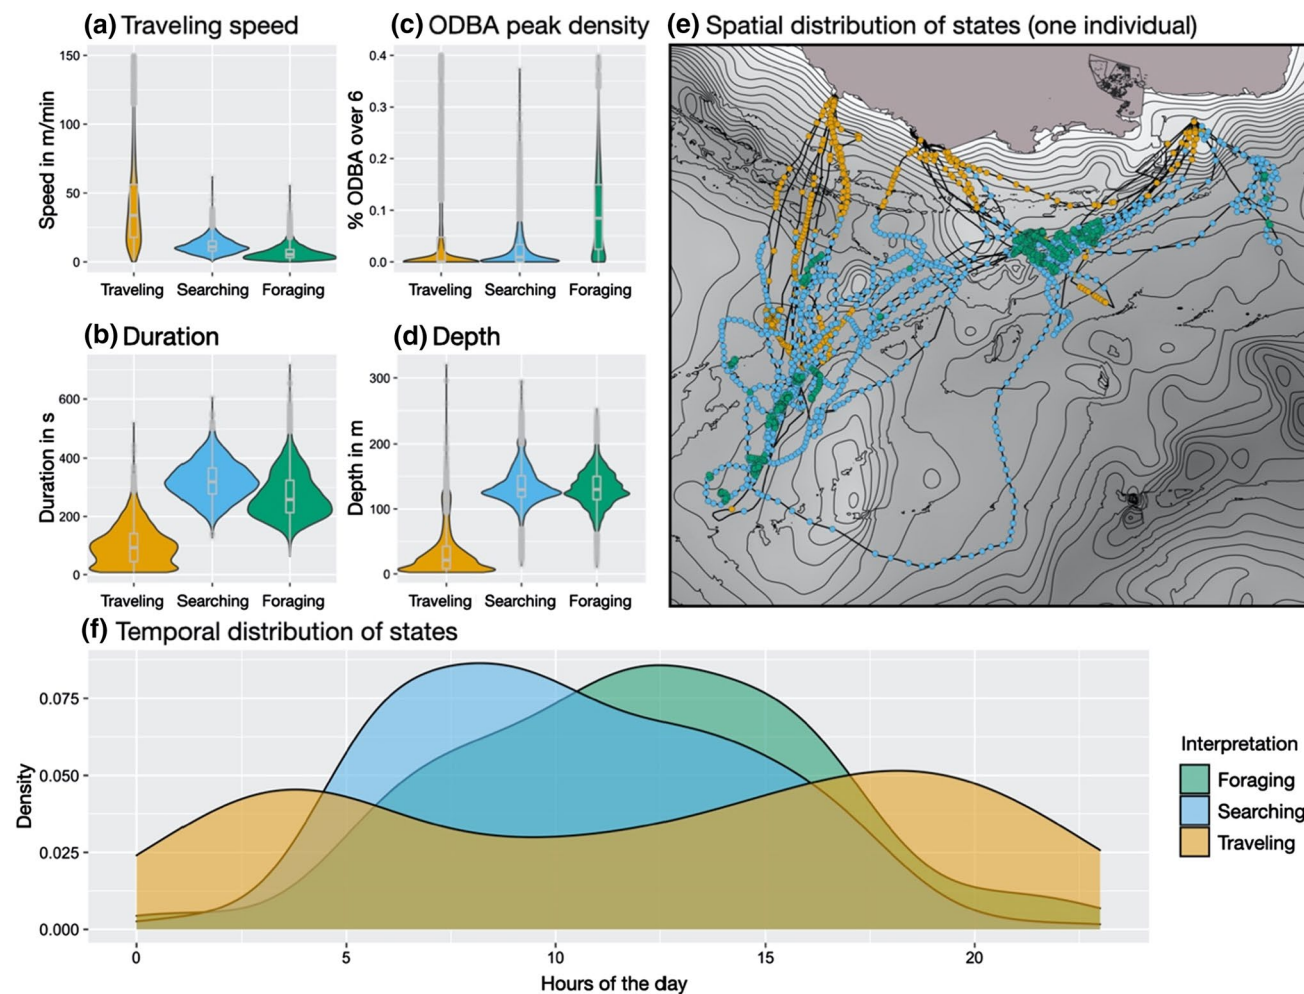 (a) Traveling speed
Speed in m/min
150
100
50
0
Traveling Searching Foraging
(c) ODBA peak density
% ODBA over 6
0.4
0.3
0.2
0.1
0.0
Traveling Searching Foraging
(e) Spatial distribution of states (one individual)
(b) Duration
Duration in s
600
400
200
0
Traveling Searching Foraging
(d) Depth
Depth in m
300
200
100
0
Traveling Searching Foraging
(f) Temporal distribution of states
Density
0.075
0.050
0.025
0.000
0 5 10 15 20
Hours of the day
Interpretation
Foraging
Searching
Traveling